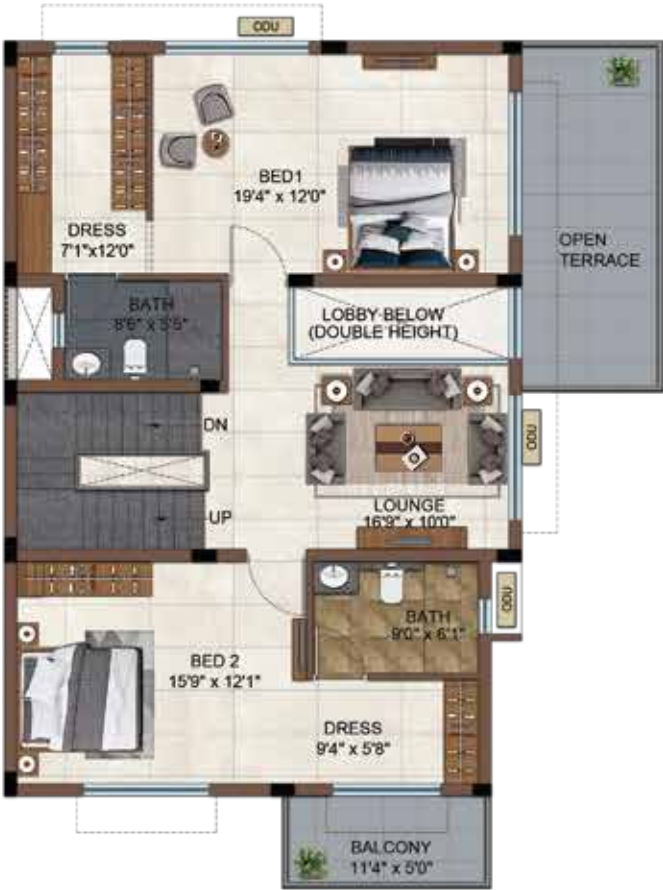 ODU
BED1
19'4" x 12'0"
DRESS
7'1"x12'0"
OPEN
TERRACE
BATH
8'6" x 5'5"
LOBBY BELOW
(DOUBLE HEIGHT)
DN
ODU
UP
LOUNGE
16'9" x 10'0"
ODU
BATH
9'0" x 6'1"
BED 2
15'9" x 12'1"
DRESS
9'4" x 5'8"
BALCONY
11'4" x 5'0"